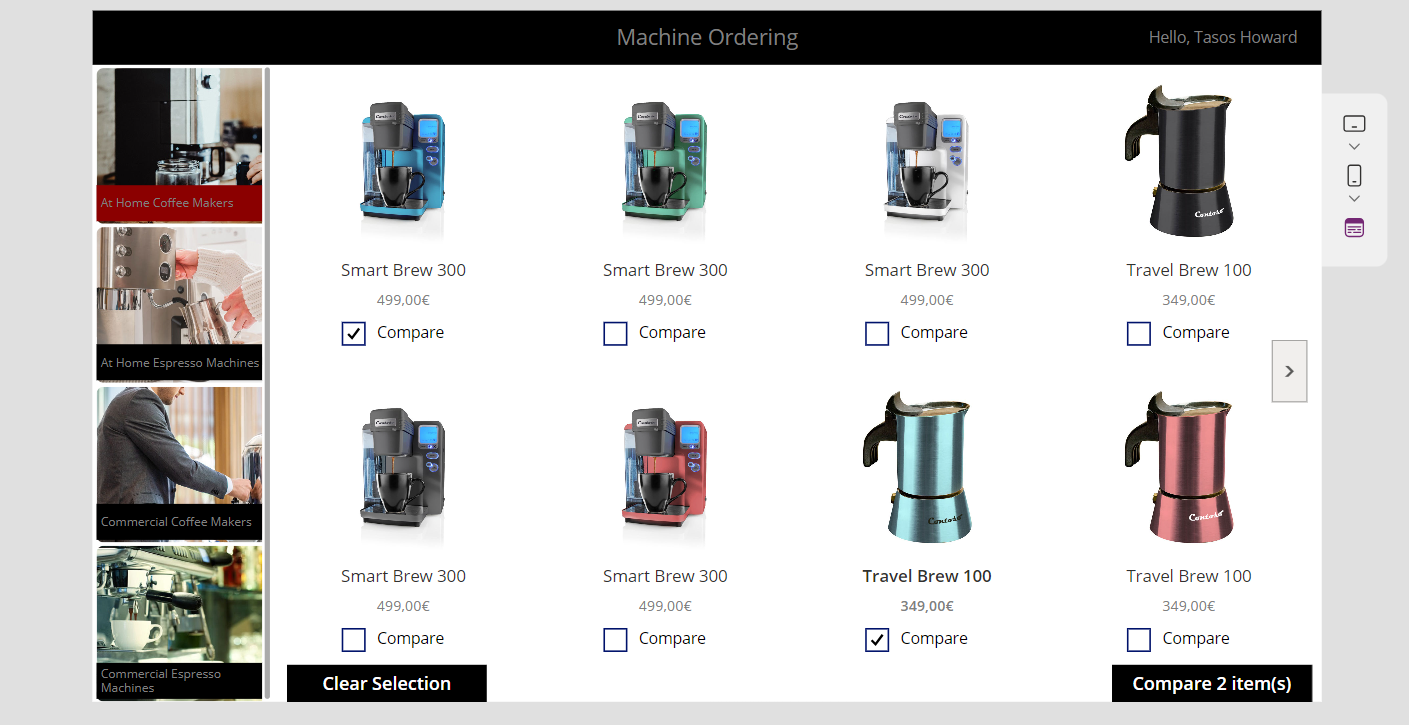 Machine Ordering
Hello, Tasos Howard
At Home Coffee Makers
At Home Espresso Machines
Commercial Coffee Makers
Commercial Espresso
Machines
Smart Brew 300
499,00€
Compare
Smart Brew 300
499,00€
Compare
Smart Brew 300
499,00€
Compare
Contoso
Travel Brew 100
349,00€
Compare
Smart Brew 300
499,00€
Compare
Smart Brew 300
499,00€
Compare
Contoso
Travel Brew 100
349,00€
Compare
Contoso
Travel Brew 100
349,00€
Compare
Clear Selection
Compare 2 item(s)